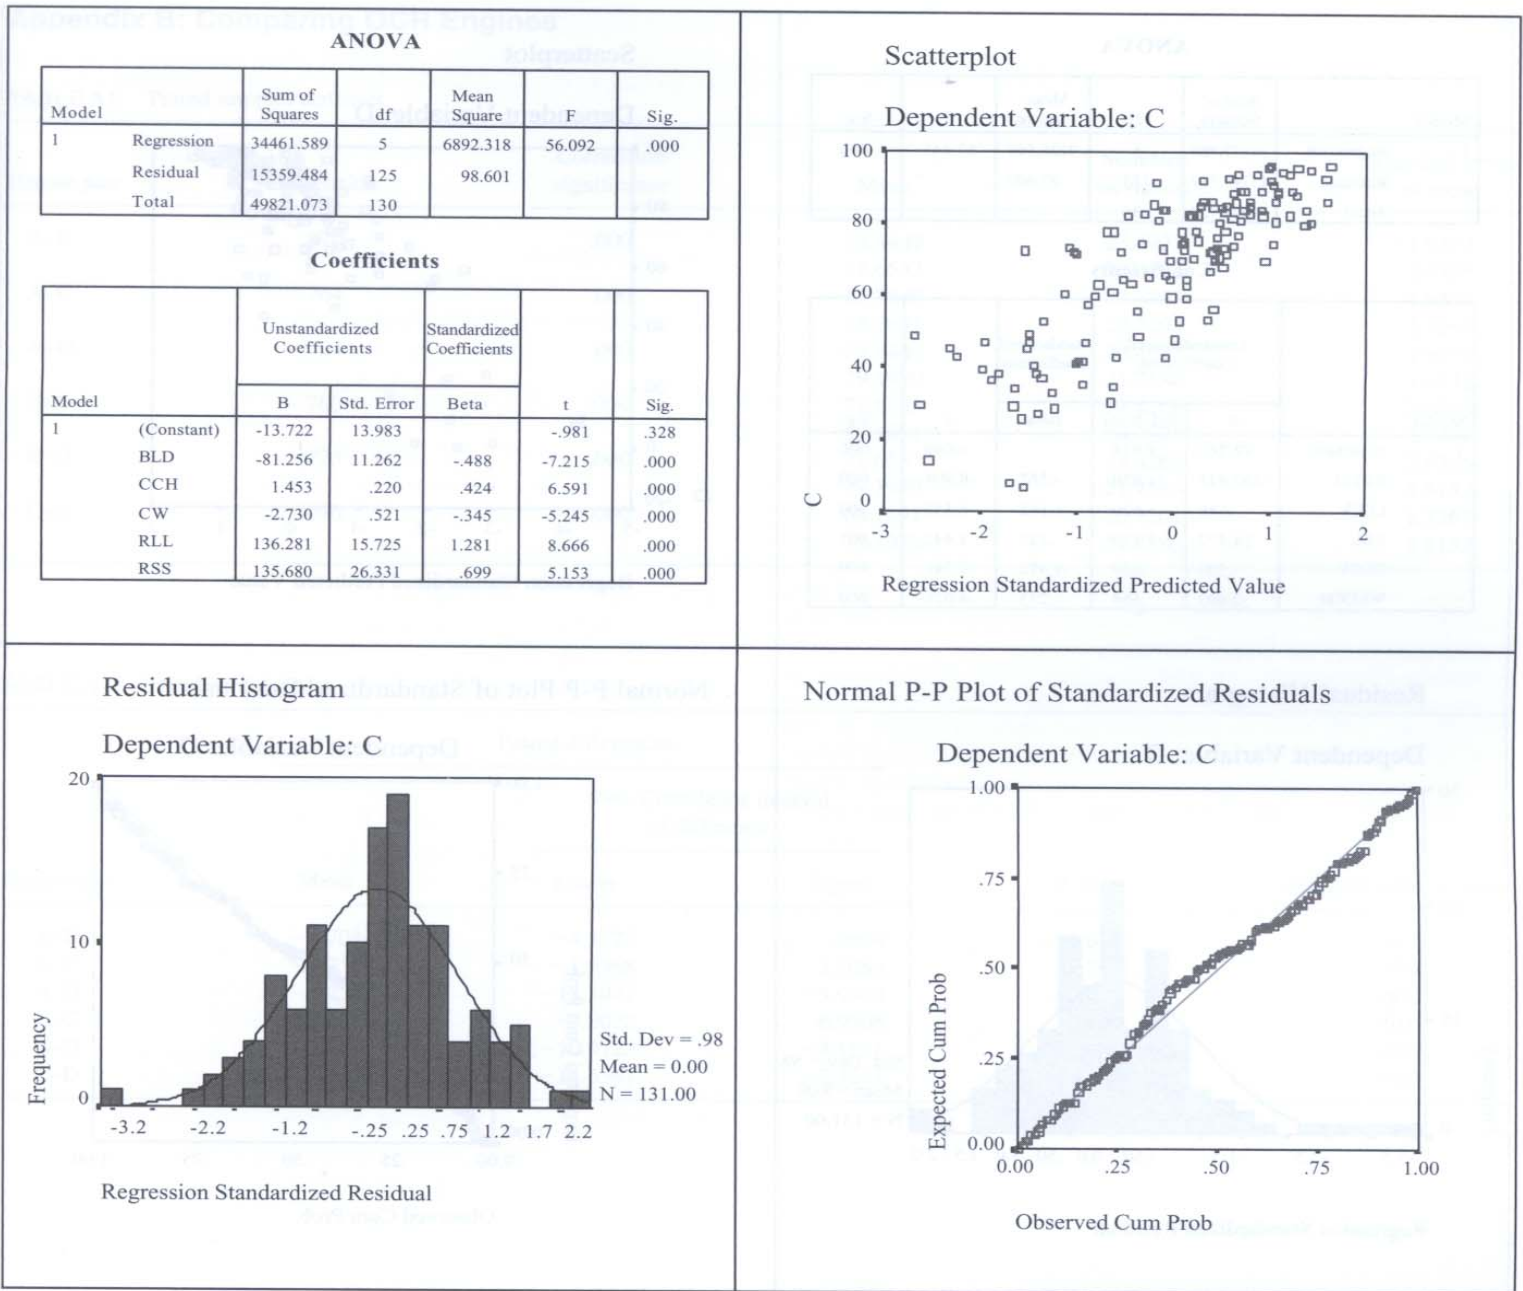 Appendix B: Comparing OCR Engines
ANOVA
Model Sum of Squares df Mean Square F Sig.
1 Regression 34461.589 5 6892.318 56.092 .000
Residual 15359.484 125 98.601
Total 49821.073 130
Coefficients
Unstandardized Coefficients Standardized Coefficients
Model B Std. Error Beta t Sig.
1 (Constant) -13.722 13.983 -.981 .328
BLD -81.256 11.262 -.488 -7.215 .000
CCH 1.453 .220 .424 6.591 .000
CW -2.730 .521 -.345 -5.245 .000
RLL 136.281 15.725 1.281 8.666 .000
RSS 135.680 26.331 .699 5.153 .000
Scatterplot
Dependent Variable: C
100
80
60
40
20
0
C
-3 -2 -1 0 1 2
Regression Standardized Predicted Value
Residual Histogram
Dependent Variable: C
20
10
0
Frequency
Std. Dev = .98
Mean = 0.00
N = 131.00
-3.2 -2.2 -1.2 -.25 .25 .75 1.2 1.7 2.2
Regression Standardized Residual
Normal P-P Plot of Standardized Residuals
Dependent Variable: C
1.00
.75
.50
.25
0.00
Expected Cum Prob
0.00 .25 .50 .75 1.00
Observed Cum Prob